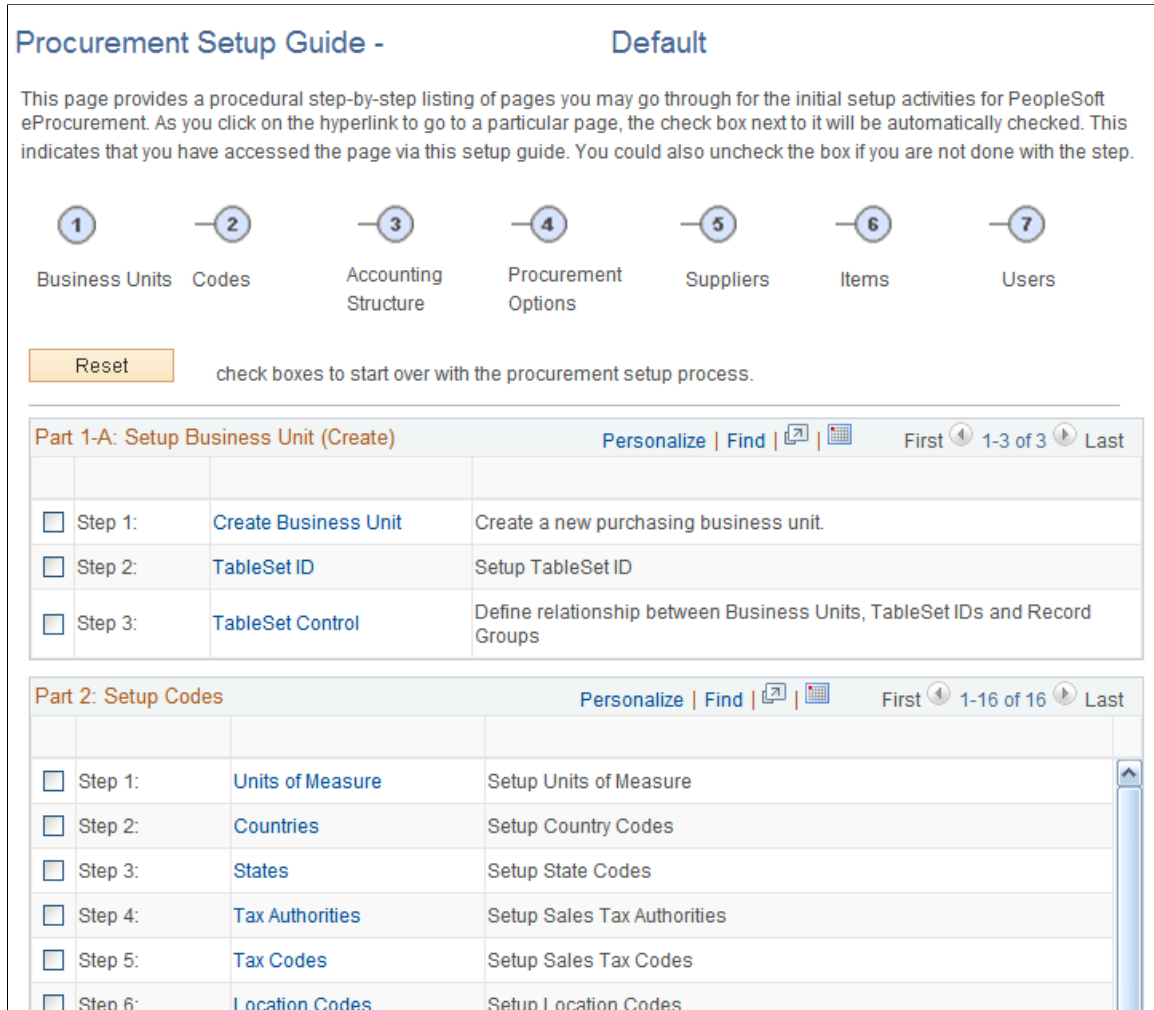 Procurement Setup Guide - Default
This page provides a procedural step-by-step listing of pages you may go through for the initial setup activities for PeopleSoft
eProcurement. As you click on the hyperlink to go to a particular page, the check box next to it will be automatically checked. This
indicates that you have accessed the page via this setup guide. You could also uncheck the box if you are not done with the step.
1 2 3 4 5 6 7
Business Units Codes Accounting Structure Procurement Options Suppliers Items Users
Reset check boxes to start over with the procurement setup process.
Part 1-A: Setup Business Unit (Create) Personalize | Find | | First 1-3 of 3 Last
Step 1: Create Business Unit Create a new purchasing business unit.
Step 2: TableSet ID Setup TableSet ID
Step 3: TableSet Control Define relationship between Business Units, TableSet IDs and Record
Groups
Part 2: Setup Codes Personalize | Find | | First 1-16 of 16 Last
Step 1: Units of Measure Setup Units of Measure
Step 2: Countries Setup Country Codes
Step 3: States Setup State Codes
Step 4: Tax Authorities Setup Sales Tax Authorities
Step 5: Tax Codes Setup Sales Tax Codes
Step 6: Location Codes Setup Location Codes